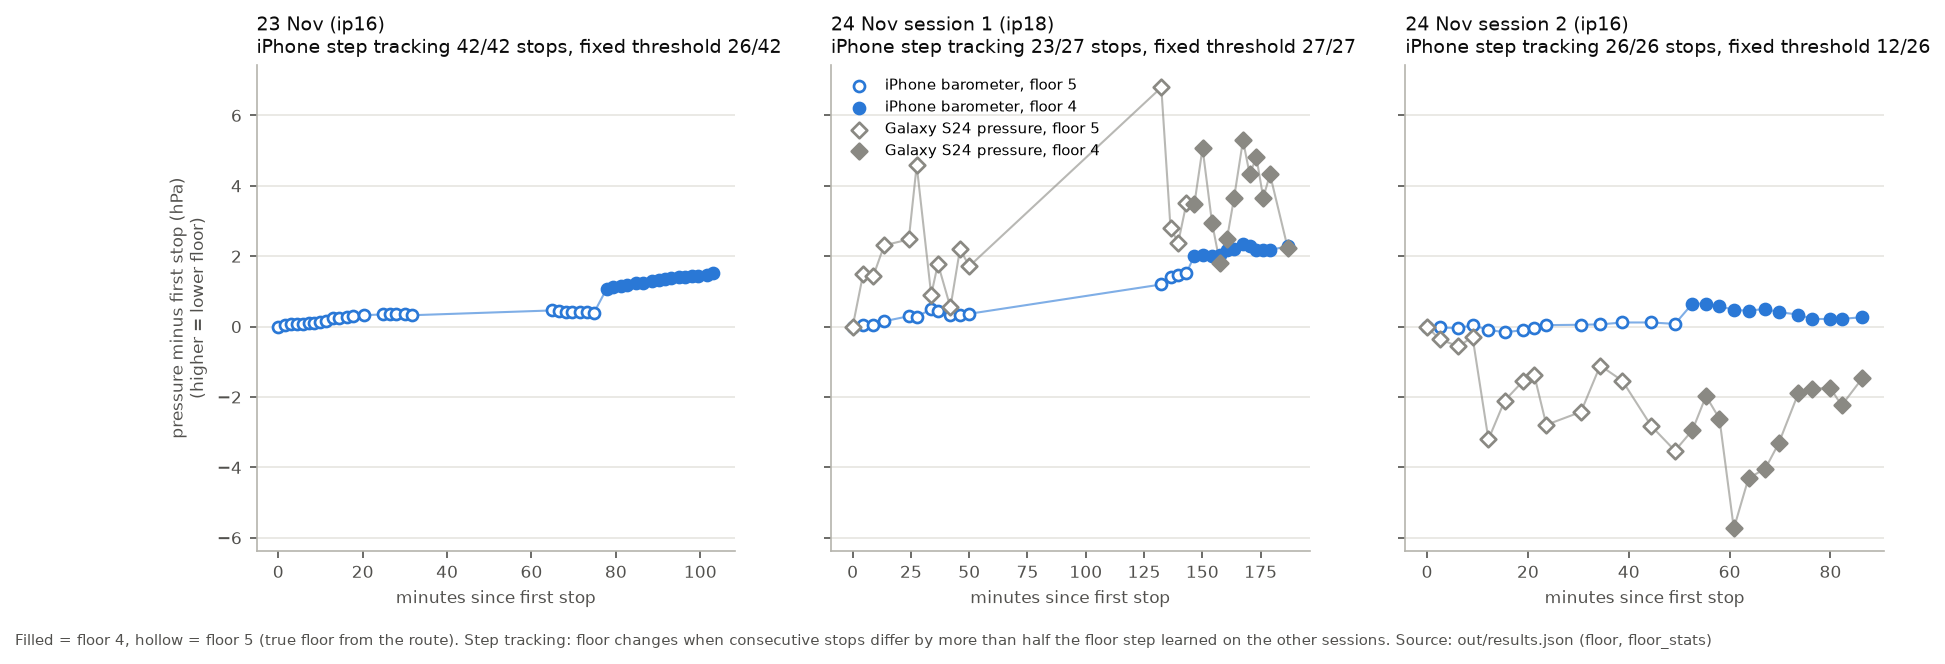 23 Nov (ip16)
iPhone step tracking 42/42 stops, fixed threshold 26/42
24 Nov session 1 (ip18)
iPhone step tracking 23/27 stops, fixed threshold 27/27
24 Nov session 2 (ip16)
iPhone step tracking 26/26 stops, fixed threshold 12/26
iPhone barometer, floor 5
iPhone barometer, floor 4
Galaxy S24 pressure, floor 5
Galaxy S24 pressure, floor 4
pressure minus first stop (hPa)
(higher = lower floor)
6
4
2
0
−2
−4
−6
0 20 40 60 80 100
0 25 50 75 100 125 150 175
0 20 40 60 80
minutes since first stop
minutes since first stop
minutes since first stop
Filled = floor 4, hollow = floor 5 (true floor from the route). Step tracking: floor changes when consecutive stops differ by more than half the floor step learned on the other sessions. Source: out/results.json (floor, floor_stats)